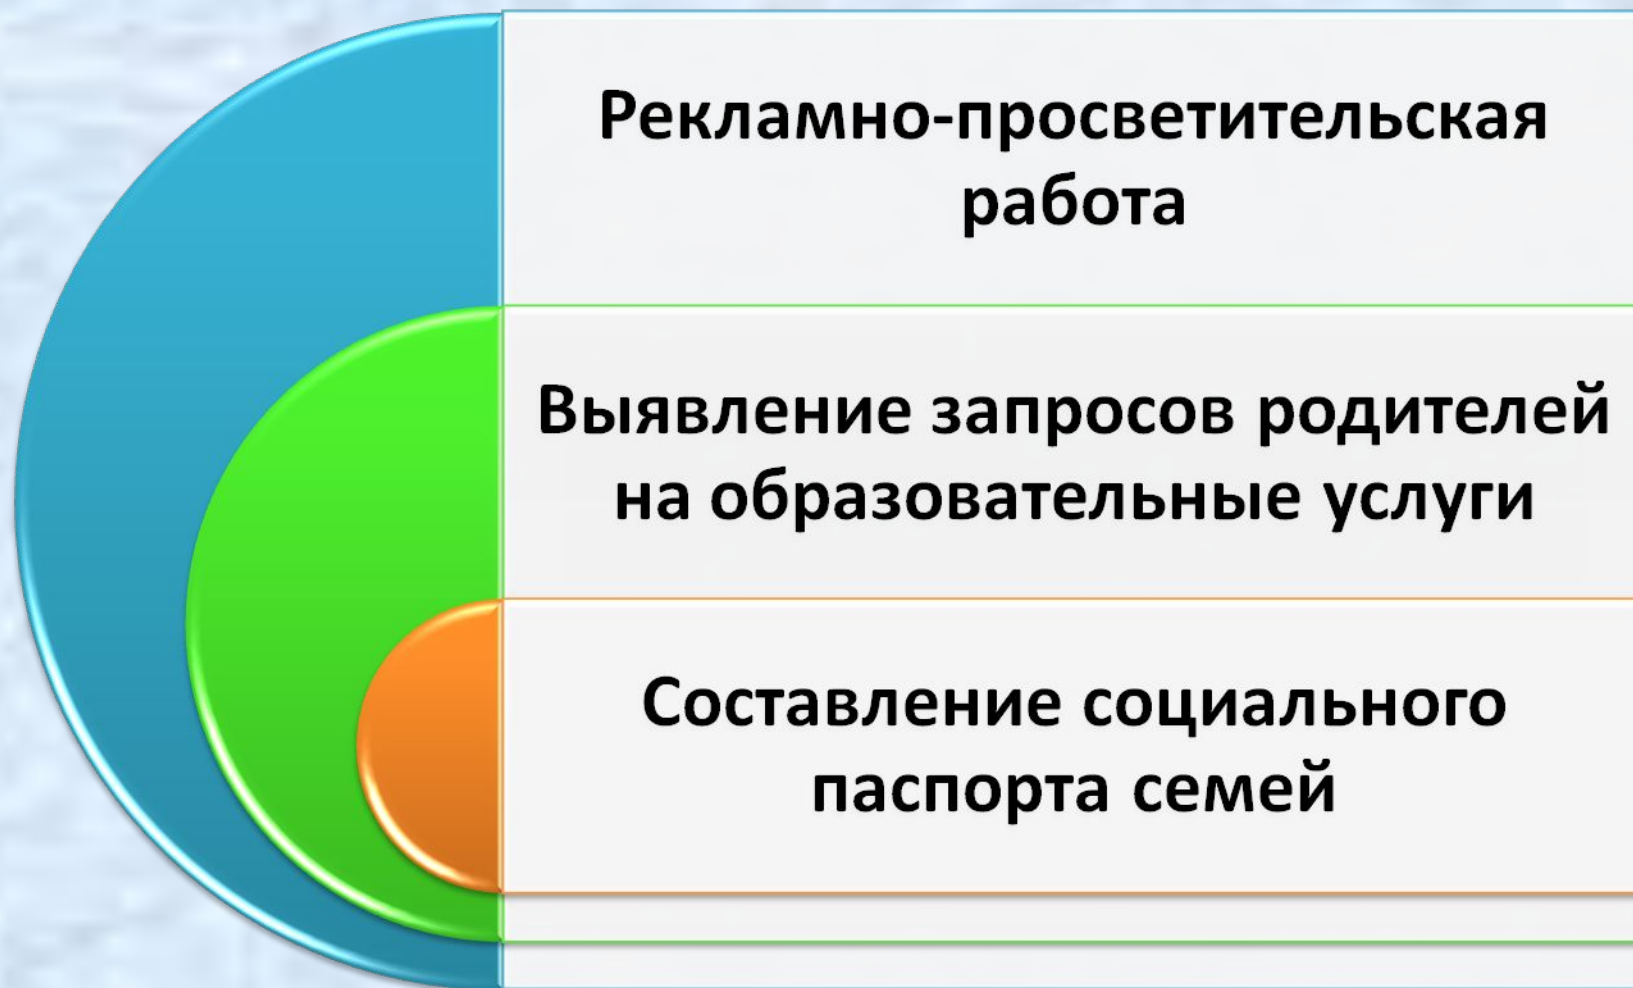 Рекламно-просветительская
работа
Выявление запросов родителей
на образовательные услуги
Составление социального
паспорта семей